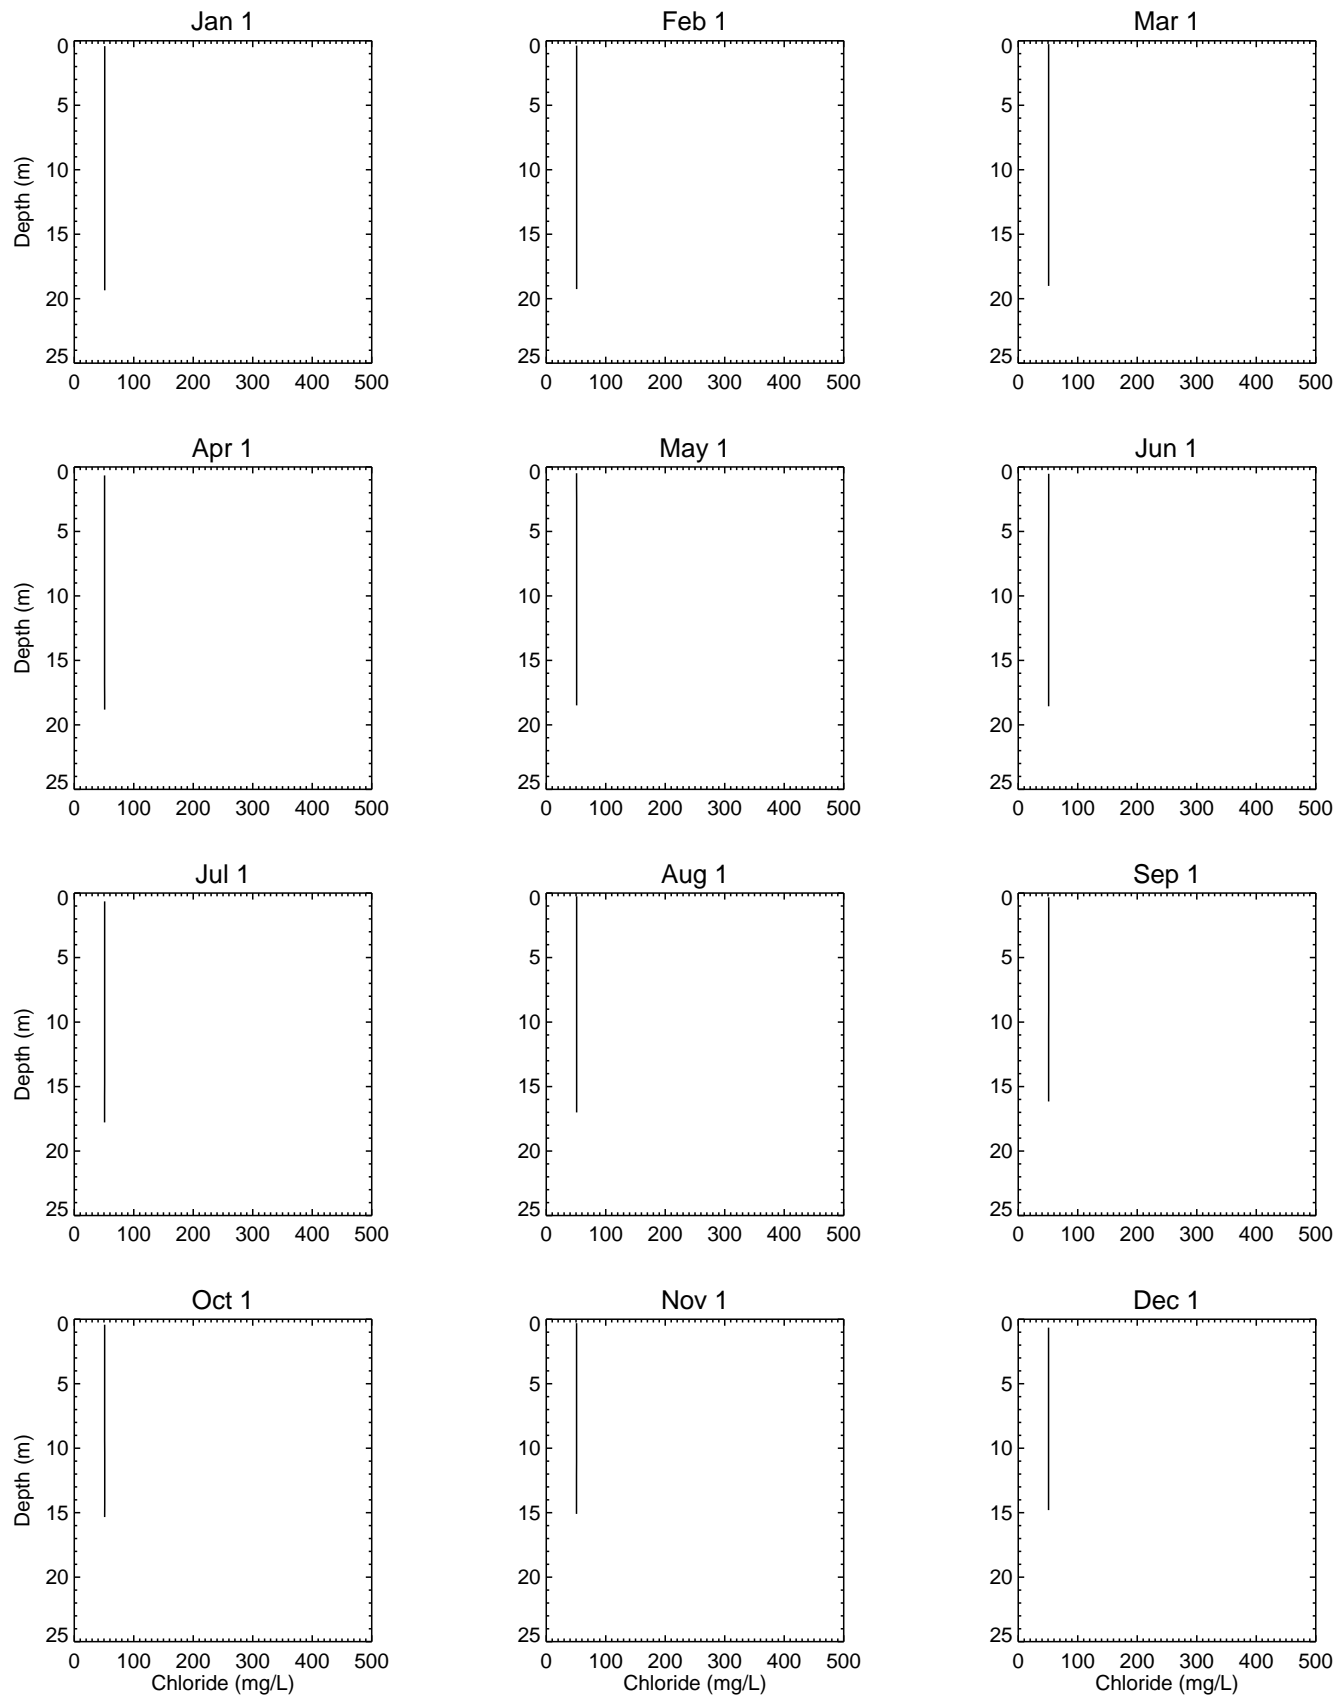 Jan 1 Feb 1 Mar 1
0 0 0
5 5 5
10 10 10
Depth (m)
15 15 15
20 20 20
25 25 25
0 100 200 300 400 500 0 100 200 300 400 500 0 100 200 300 400 500
Apr 1 May 1 Jun 1
0 0 0
5 5 5
10 10 10
Depth (m)
15 15 15
20 20 20
25 25 25
0 100 200 300 400 500 0 100 200 300 400 500 0 100 200 300 400 500
Jul 1 Aug 1 Sep 1
0 0 0
5 5 5
10 10 10
Depth (m)
15 15 15
20 20 20
25 25 25
0 100 200 300 400 500 0 100 200 300 400 500 0 100 200 300 400 500
Oct 1 Nov 1 Dec 1
0 0 0
5 5 5
10 10 10
Depth (m)
15 15 15
20 20 20
25 25 25
0 100 200 300 400 500 0 100 200 300 400 500 0 100 200 300 400 500
Chloride (mg/L) Chloride (mg/L) Chloride (mg/L)